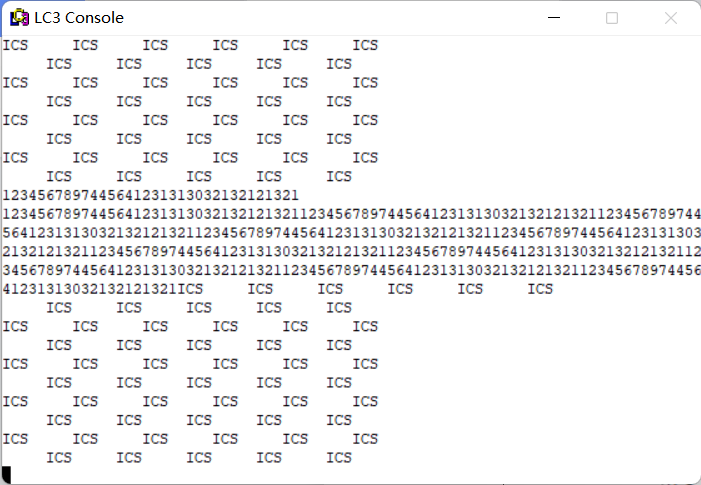 LC3 Console
ICS     ICS     ICS     ICS     ICS     ICS
     ICS     ICS     ICS     ICS     ICS
ICS     ICS     ICS     ICS     ICS     ICS
     ICS     ICS     ICS     ICS     ICS
ICS     ICS     ICS     ICS     ICS     ICS
     ICS     ICS     ICS     ICS     ICS
ICS     ICS     ICS     ICS     ICS     ICS
     ICS     ICS     ICS     ICS     ICS
1234567897445641231313032132121321
12345678974456412313130321321213211234567897445641231313032132121321123456789744
56412313130321321213211234567897445641231313032132121321123456789744564123131303
21321213211234567897445641231313032132121321123456789744564123131303213212132112
34567897445641231313032132121321123456789744564123131303213212132112345678974456
41231313032132121321ICS     ICS     ICS     ICS     ICS     ICS
     ICS     ICS     ICS     ICS     ICS
ICS     ICS     ICS     ICS     ICS     ICS
     ICS     ICS     ICS     ICS     ICS
ICS     ICS     ICS     ICS     ICS     ICS
     ICS     ICS     ICS     ICS     ICS
ICS     ICS     ICS     ICS     ICS     ICS
     ICS     ICS     ICS     ICS     ICS
ICS     ICS     ICS     ICS     ICS     ICS
     ICS     ICS     ICS     ICS     ICS